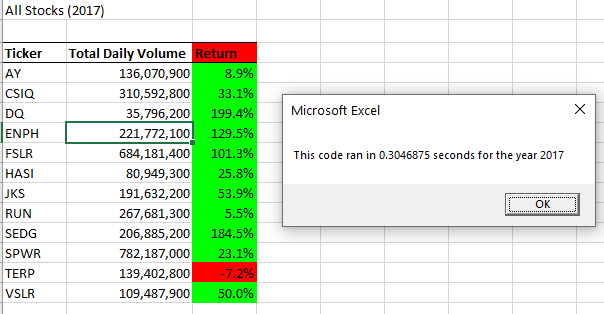 All Stocks (2017)
Ticker Total Daily Volume Return
AY 136,070,900 8.9%
CSIQ 310,592,800 33.1%
DQ 35,796,200 199.4%
ENPH 221,772,100 129.5%
FSLR 684,181,400 101.3%
HASI 80,949,300 25.8%
JKS 191,632,200 53.9%
RUN 267,681,300 5.5%
SEDG 206,885,200 184.5%
SPWR 782,187,000 23.1%
TERP 139,402,800 -7.2%
VSLR 109,487,900 50.0%
Microsoft Excel
This code ran in 0.3046875 seconds for the year 2017
OK